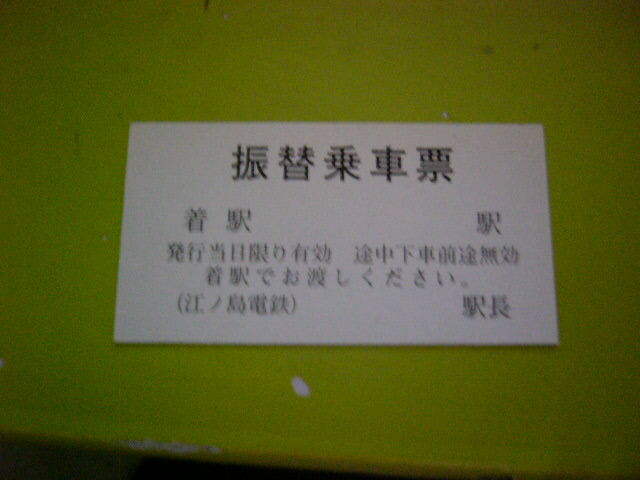 振替乗車票
着駅 駅
発行当日限り有効 途中下車前途無効
着駅でお渡しください。
(江ノ島電鉄) 駅長